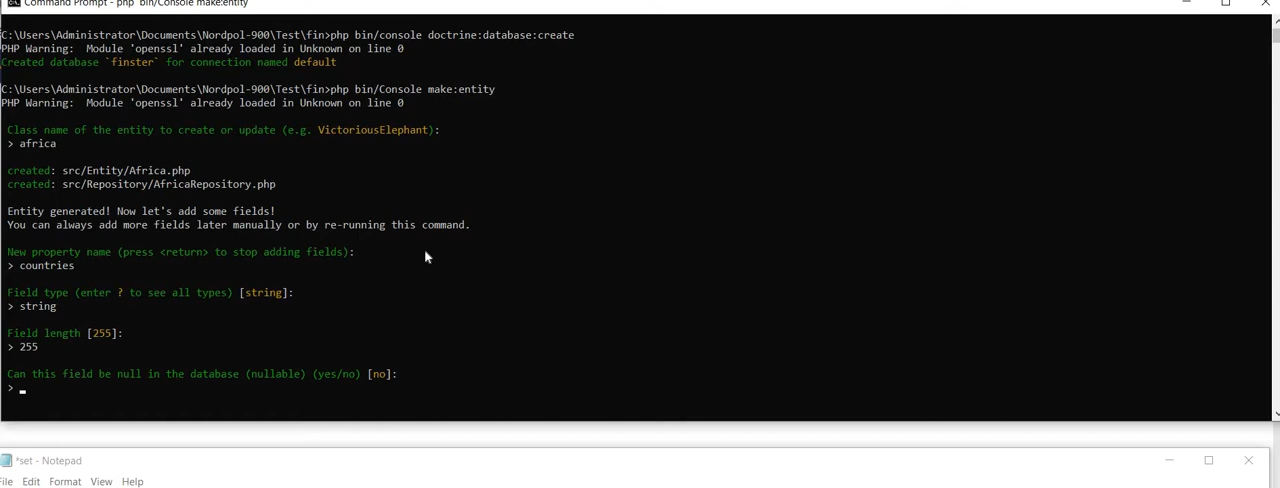 Command Prompt - php bin/Console make:entity
C:\Users\Administrator\Documents\Nordpol-900\Test\fin>php bin/console doctrine:database:create
PHP Warning:  Module 'openssl' already loaded in Unknown on line 0
Created database `finster` for connection named default
C:\Users\Administrator\Documents\Nordpol-900\Test\fin>php bin/Console make:entity
PHP Warning:  Module 'openssl' already loaded in Unknown on line 0
Class name of the entity to create or update (e.g. VictoriousElephant):
> africa
created: src/Entity/Africa.php
created: src/Repository/AfricaRepository.php
Entity generated! Now let's add some fields!
You can always add more fields later manually or by re-running this command.
New property name (press <return> to stop adding fields):
> countries
Field type (enter ? to see all types) [string]:
> string
Field length [255]:
> 255
Can this field be null in the database (nullable) (yes/no) [no]:
>
*set - Notepad
File Edit Format View Help